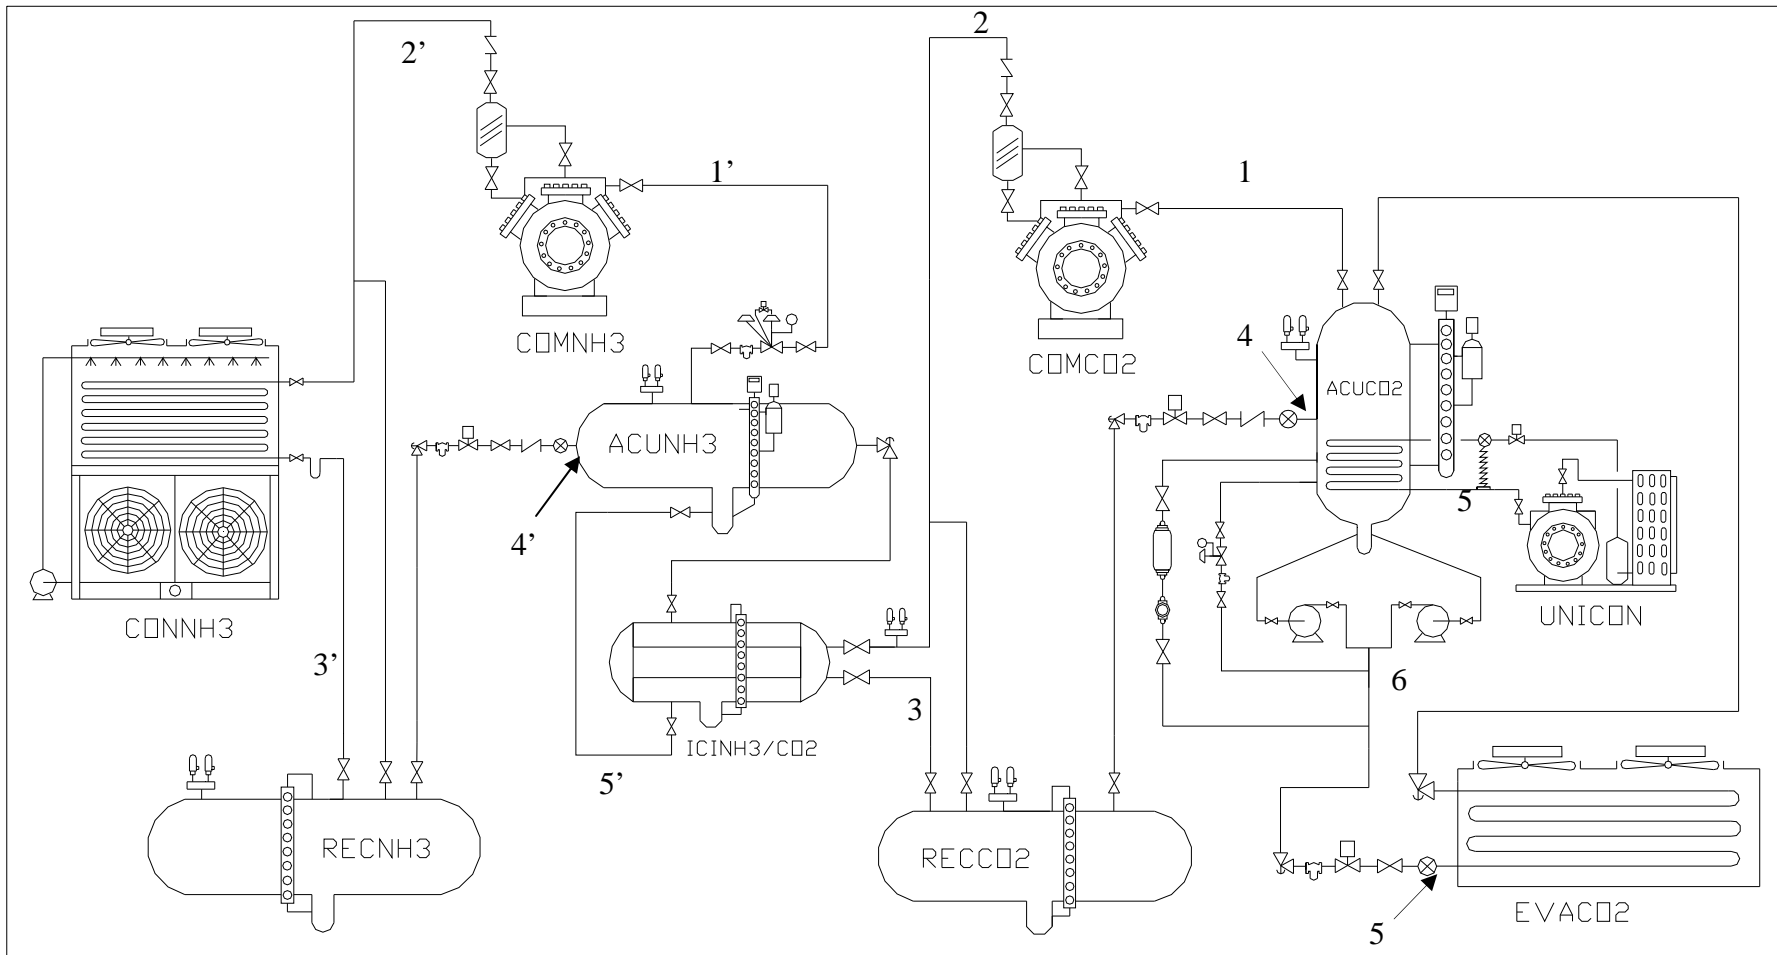 2
2’
1’
1
COMNH3
4
COMCO2
ACUCO2
ACUNH3
5
4’
UNICON
CONNH3
3’
6
3
ICINH3/CO2
5’
RECNH3
RECCO2
EVACO2
5